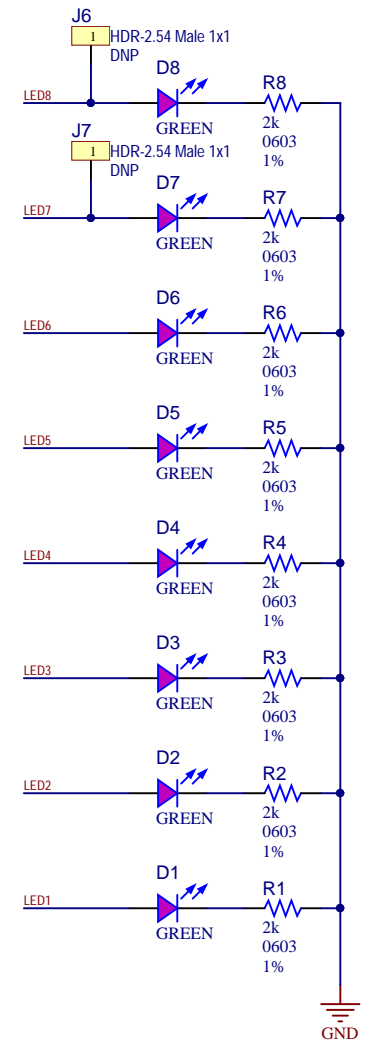 J6
1 HDR-2.54 Male 1x1
DNP
D8
R8
LED8
GREEN
2k
0603
1%
J7
1 HDR-2.54 Male 1x1
DNP
D7
R7
LED7
GREEN
2k
0603
1%
D6
R6
LED6
GREEN
2k
0603
1%
D5
R5
LED5
GREEN
2k
0603
1%
D4
R4
LED4
GREEN
2k
0603
1%
D3
R3
LED3
GREEN
2k
0603
1%
D2
R2
LED2
GREEN
2k
0603
1%
D1
R1
LED1
GREEN
2k
0603
1%
GND